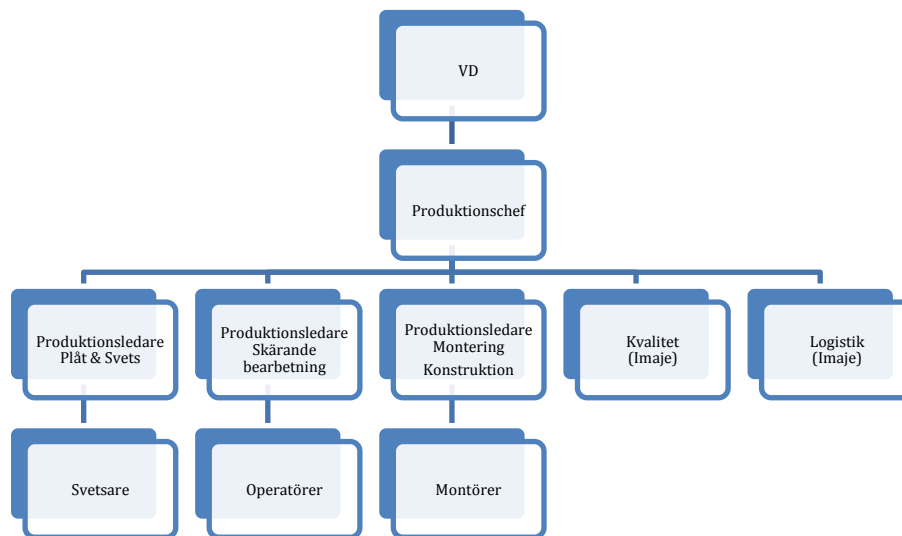 VD
Produktionschef
Produktionsledare
Plåt & Svets
Produktionsledare
Skärande
bearbetning
Produktionsledare
Montering
Konstruktion
Kvalitet
(Imaje)
Logistik
(Imaje)
Svetsare
Operatörer
Montörer